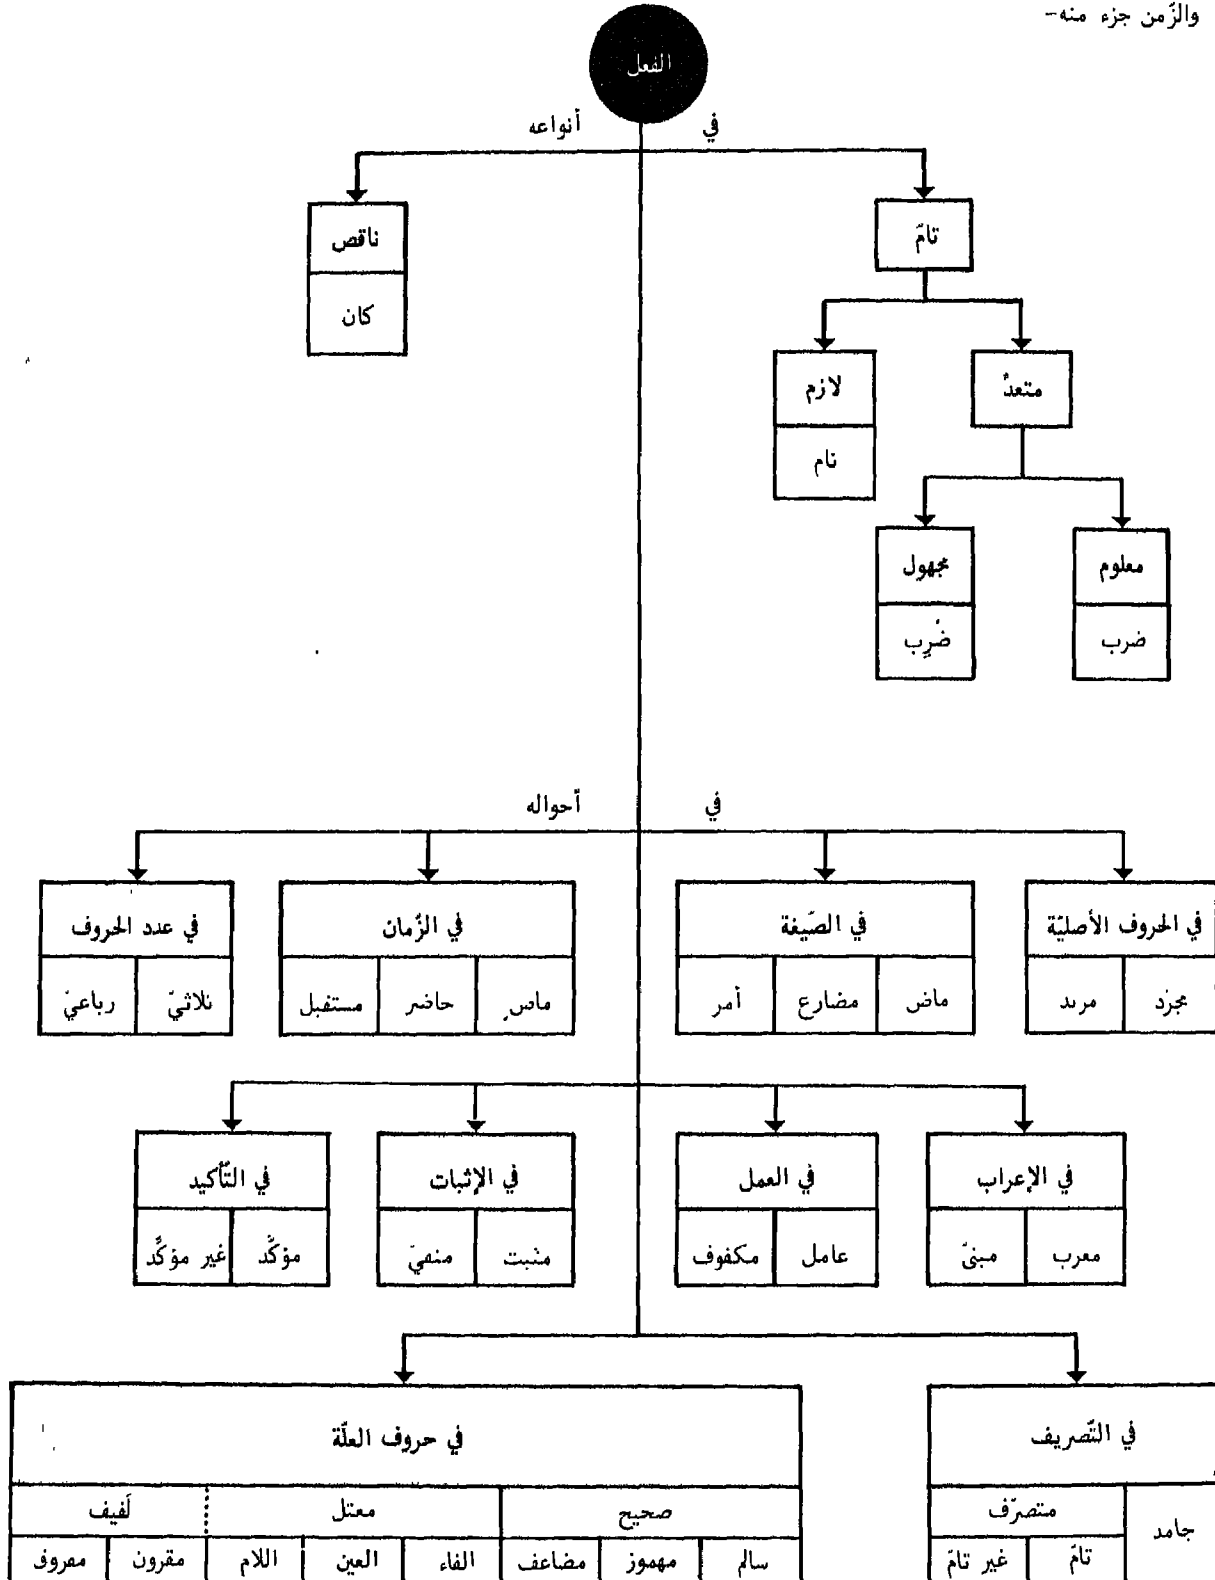 والزّمن جزء منه-
الفعل
في أنواعه
تامّ
ناقص
كان
متعدٍّ
لازم
نام
معلوم
مجهول
ضرب
ضُرِب
في أحواله
في الحروف الأصليّة
في الصّيغة
في الزّمان
في عدد الحروف
مجرّد
مزيد
ماض
مضارع
أمر
ماض
حاضر
مستقبل
ثلاثيّ
رباعيّ
في الإعراب
في العمل
في الإثبات
في التّأكيد
معرب
مبنيّ
عامل
مكفوف
مثبت
منفيّ
مؤكَّد
غير مؤكَّد
في التّصريف
في حروف العلّة
جامد
متصرّف
صحيح
معتل
لَفيف
تامّ
غير تامّ
سالم
مهموز
مضاعف
الفاء
العين
اللام
مقرون
مفروق